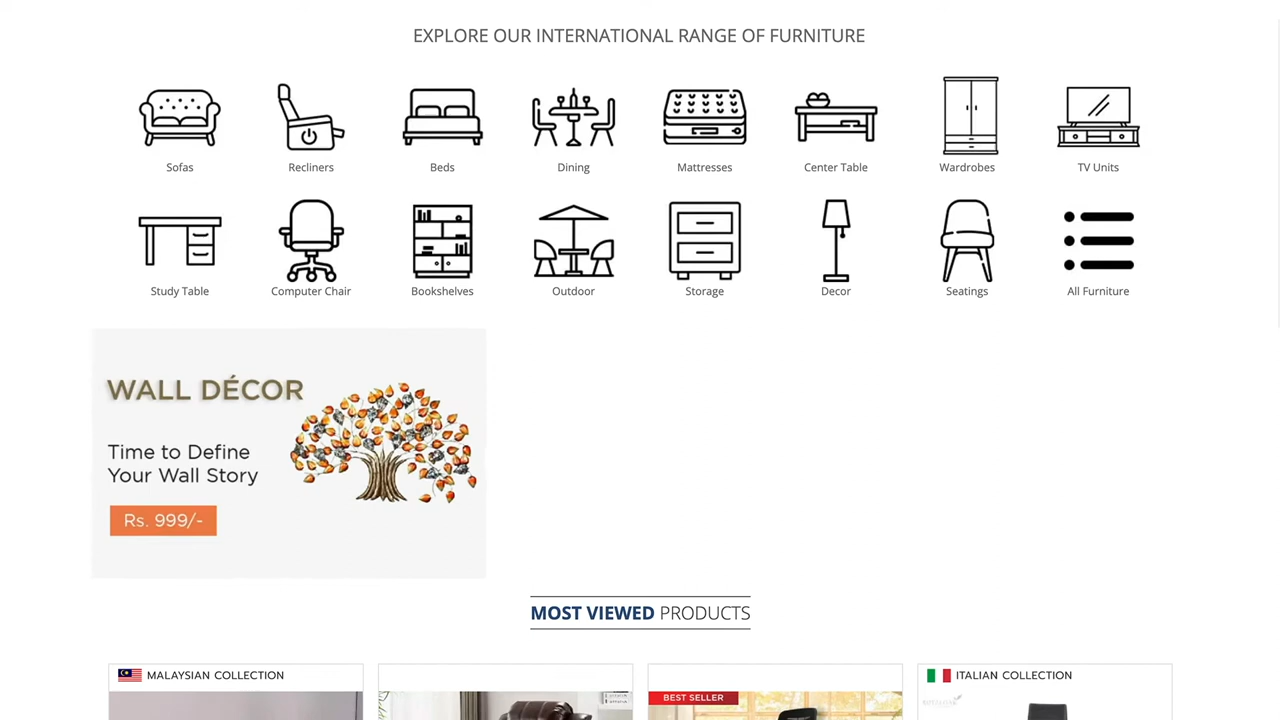 EXPLORE OUR INTERNATIONAL RANGE OF FURNITURE
Sofas
Recliners
Beds
Dining
Mattresses
Center Table
Wardrobes
TV Units
Study Table
Computer Chair
Bookshelves
Outdoor
Storage
Decor
Seatings
All Furniture
WALL DÉCOR
Time to Define
Your Wall Story
Rs. 999/-
MOST VIEWED PRODUCTS
MALAYSIAN COLLECTION
BEST SELLER
ITALIAN COLLECTION